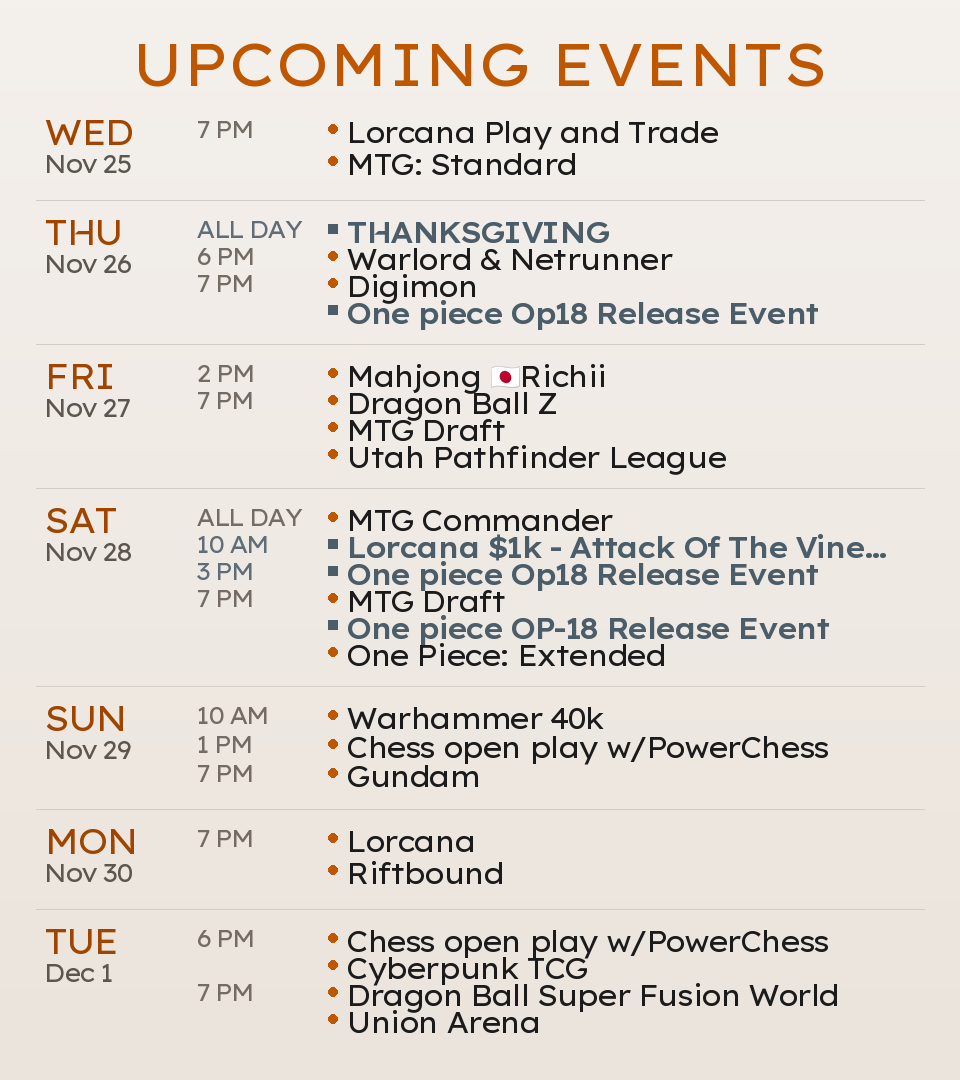 UPCOMING EVENTS
WED
Nov 25
7 PM
Lorcana Play and Trade
MTG: Standard
THU
Nov 26
ALL DAY
THANKSGIVING
6 PM
Warlord & Netrunner
7 PM
Digimon
One piece Op18 Release Event
FRI
Nov 27
2 PM
Mahjong 🇯🇵Richii
7 PM
Dragon Ball Z
MTG Draft
Utah Pathfinder League
SAT
Nov 28
ALL DAY
MTG Commander
10 AM
Lorcana $1k - Attack Of The Vine...
3 PM
One piece Op18 Release Event
7 PM
MTG Draft
One piece OP-18 Release Event
One Piece: Extended
SUN
Nov 29
10 AM
Warhammer 40k
1 PM
Chess open play w/PowerChess
7 PM
Gundam
MON
Nov 30
7 PM
Lorcana
Riftbound
TUE
Dec 1
6 PM
Chess open play w/PowerChess
Cyberpunk TCG
7 PM
Dragon Ball Super Fusion World
Union Arena